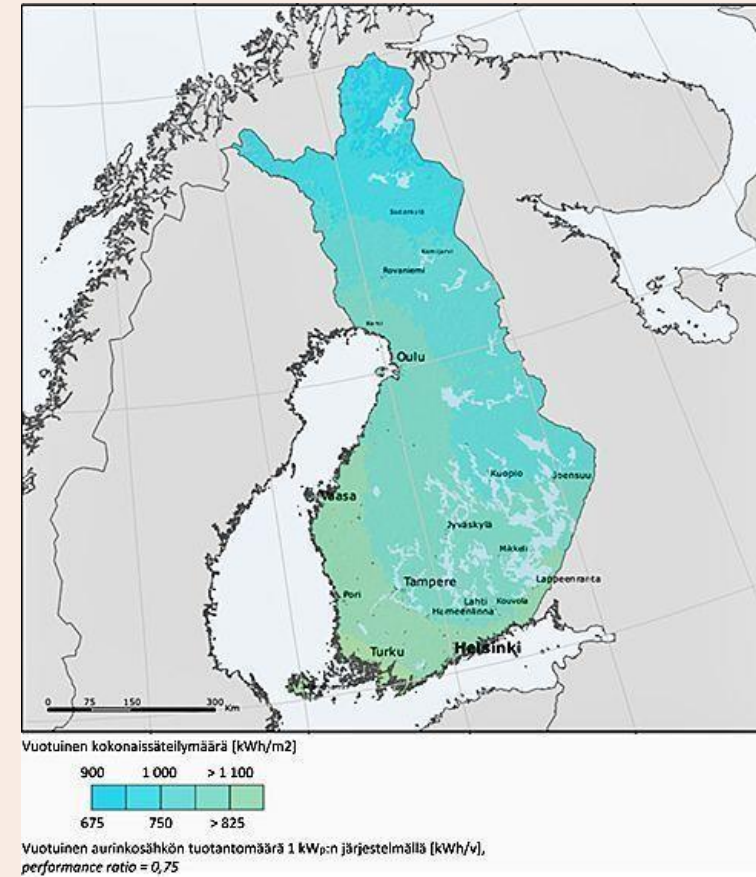 Sodankylä
Kemijärvi
Rovaniemi
Kemi
Oulu
Kuopio
Joensuu
Vaasa
Jyväskylä
Mikkeli
Lappeenranta
Tampere
Pori
Lahti
Kouvola
Hämeenlinna
Helsinki
Turku
0 75 150 300 Km
Vuotuinen kokonaissäteilymäärä [kWh/m2]
900 1 000 > 1 100
675 750 > 825
Vuotuinen aurinkosähkön tuotantomäärä 1 kWp:n järjestelmällä [kWh/v],
performance ratio = 0,75